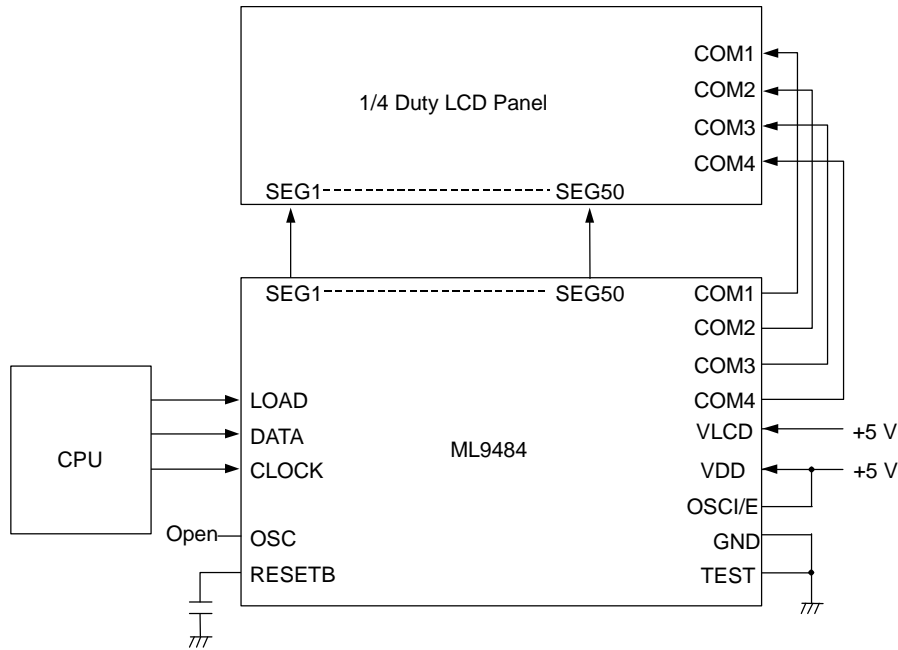 COM1
COM2
1/4 Duty LCD Panel
COM3
COM4
SEG1 SEG50
SEG1 SEG50 COM1
COM2
COM3
LOAD COM4
DATA VLCD +5 V
CPU ML9484
CLOCK VDD +5 V
OSCI/E
Open OSC GND
RESETB TEST